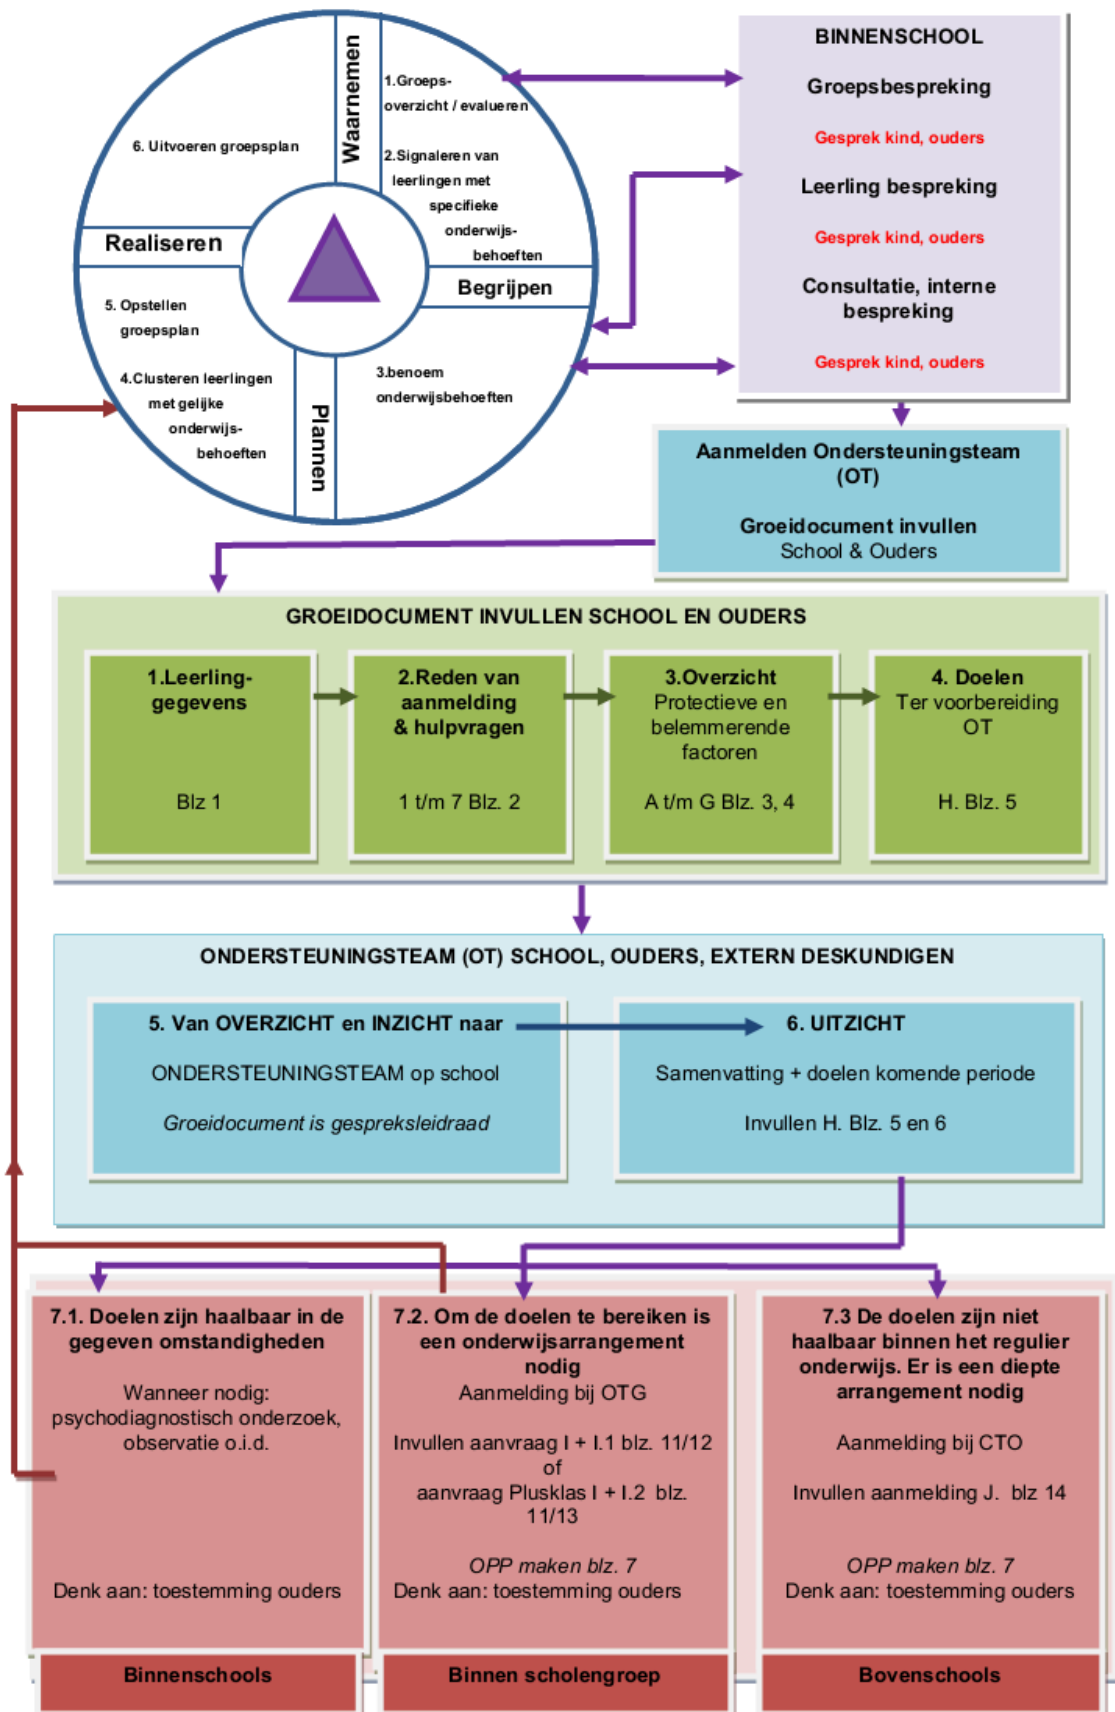 Waarnemen
1.Groeps-
overzicht / evalueren
2.Signaleren van
leerlingen met
specifieke
onderwijs-
behoeften
Begrijpen
3.benoem
onderwijsbehoeften
Plannen
4.Clusteren leerlingen
met gelijke
onderwijs-
behoeften
5. Opstellen
groepsplan
Realiseren
6. Uitvoeren groepsplan
BINNENSCHOOL
Groepsbespreking
Gesprek kind, ouders
Leerling bespreking
Gesprek kind, ouders
Consultatie, interne
bespreking
Gesprek kind, ouders
Aanmelden Ondersteuningsteam
(OT)
Groeidocument invullen
School & Ouders
GROEIDOCUMENT INVULLEN SCHOOL EN OUDERS
1.Leerling-
gegevens
Blz 1
2.Reden van
aanmelding
& hulpvragen
1 t/m 7 Blz. 2
3.Overzicht
Protectieve en
belemmerende
factoren
A t/m G Blz. 3, 4
4. Doelen
Ter voorbereiding
OT
H. Blz. 5
ONDERSTEUNINGSTEAM (OT) SCHOOL, OUDERS, EXTERN DESKUNDIGEN
5. Van OVERZICHT en INZICHT naar
ONDERSTEUNINGSTEAM op school
Groeidocument is gespreksleidraad
6. UITZICHT
Samenvatting + doelen komende periode
Invullen H. Blz. 5 en 6
7.1. Doelen zijn haalbaar in de
gegeven omstandigheden
Wanneer nodig:
psychodiagnostisch onderzoek,
observatie o.i.d.
Denk aan: toestemming ouders
Binnenschools
7.2. Om de doelen te bereiken is
een onderwijsarrangement
nodig
Aanmelding bij OTG
Invullen aanvraag I + I.1 blz. 11/12
of
aanvraag Plusklas I + I.2 blz.
11/13
OPP maken blz. 7
Denk aan: toestemming ouders
Binnen scholengroep
7.3 De doelen zijn niet
haalbaar binnen het regulier
onderwijs. Er is een diepte
arrangement nodig
Aanmelding bij CTO
Invullen aanmelding J. blz 14
OPP maken blz. 7
Denk aan: toestemming ouders
Bovenschools